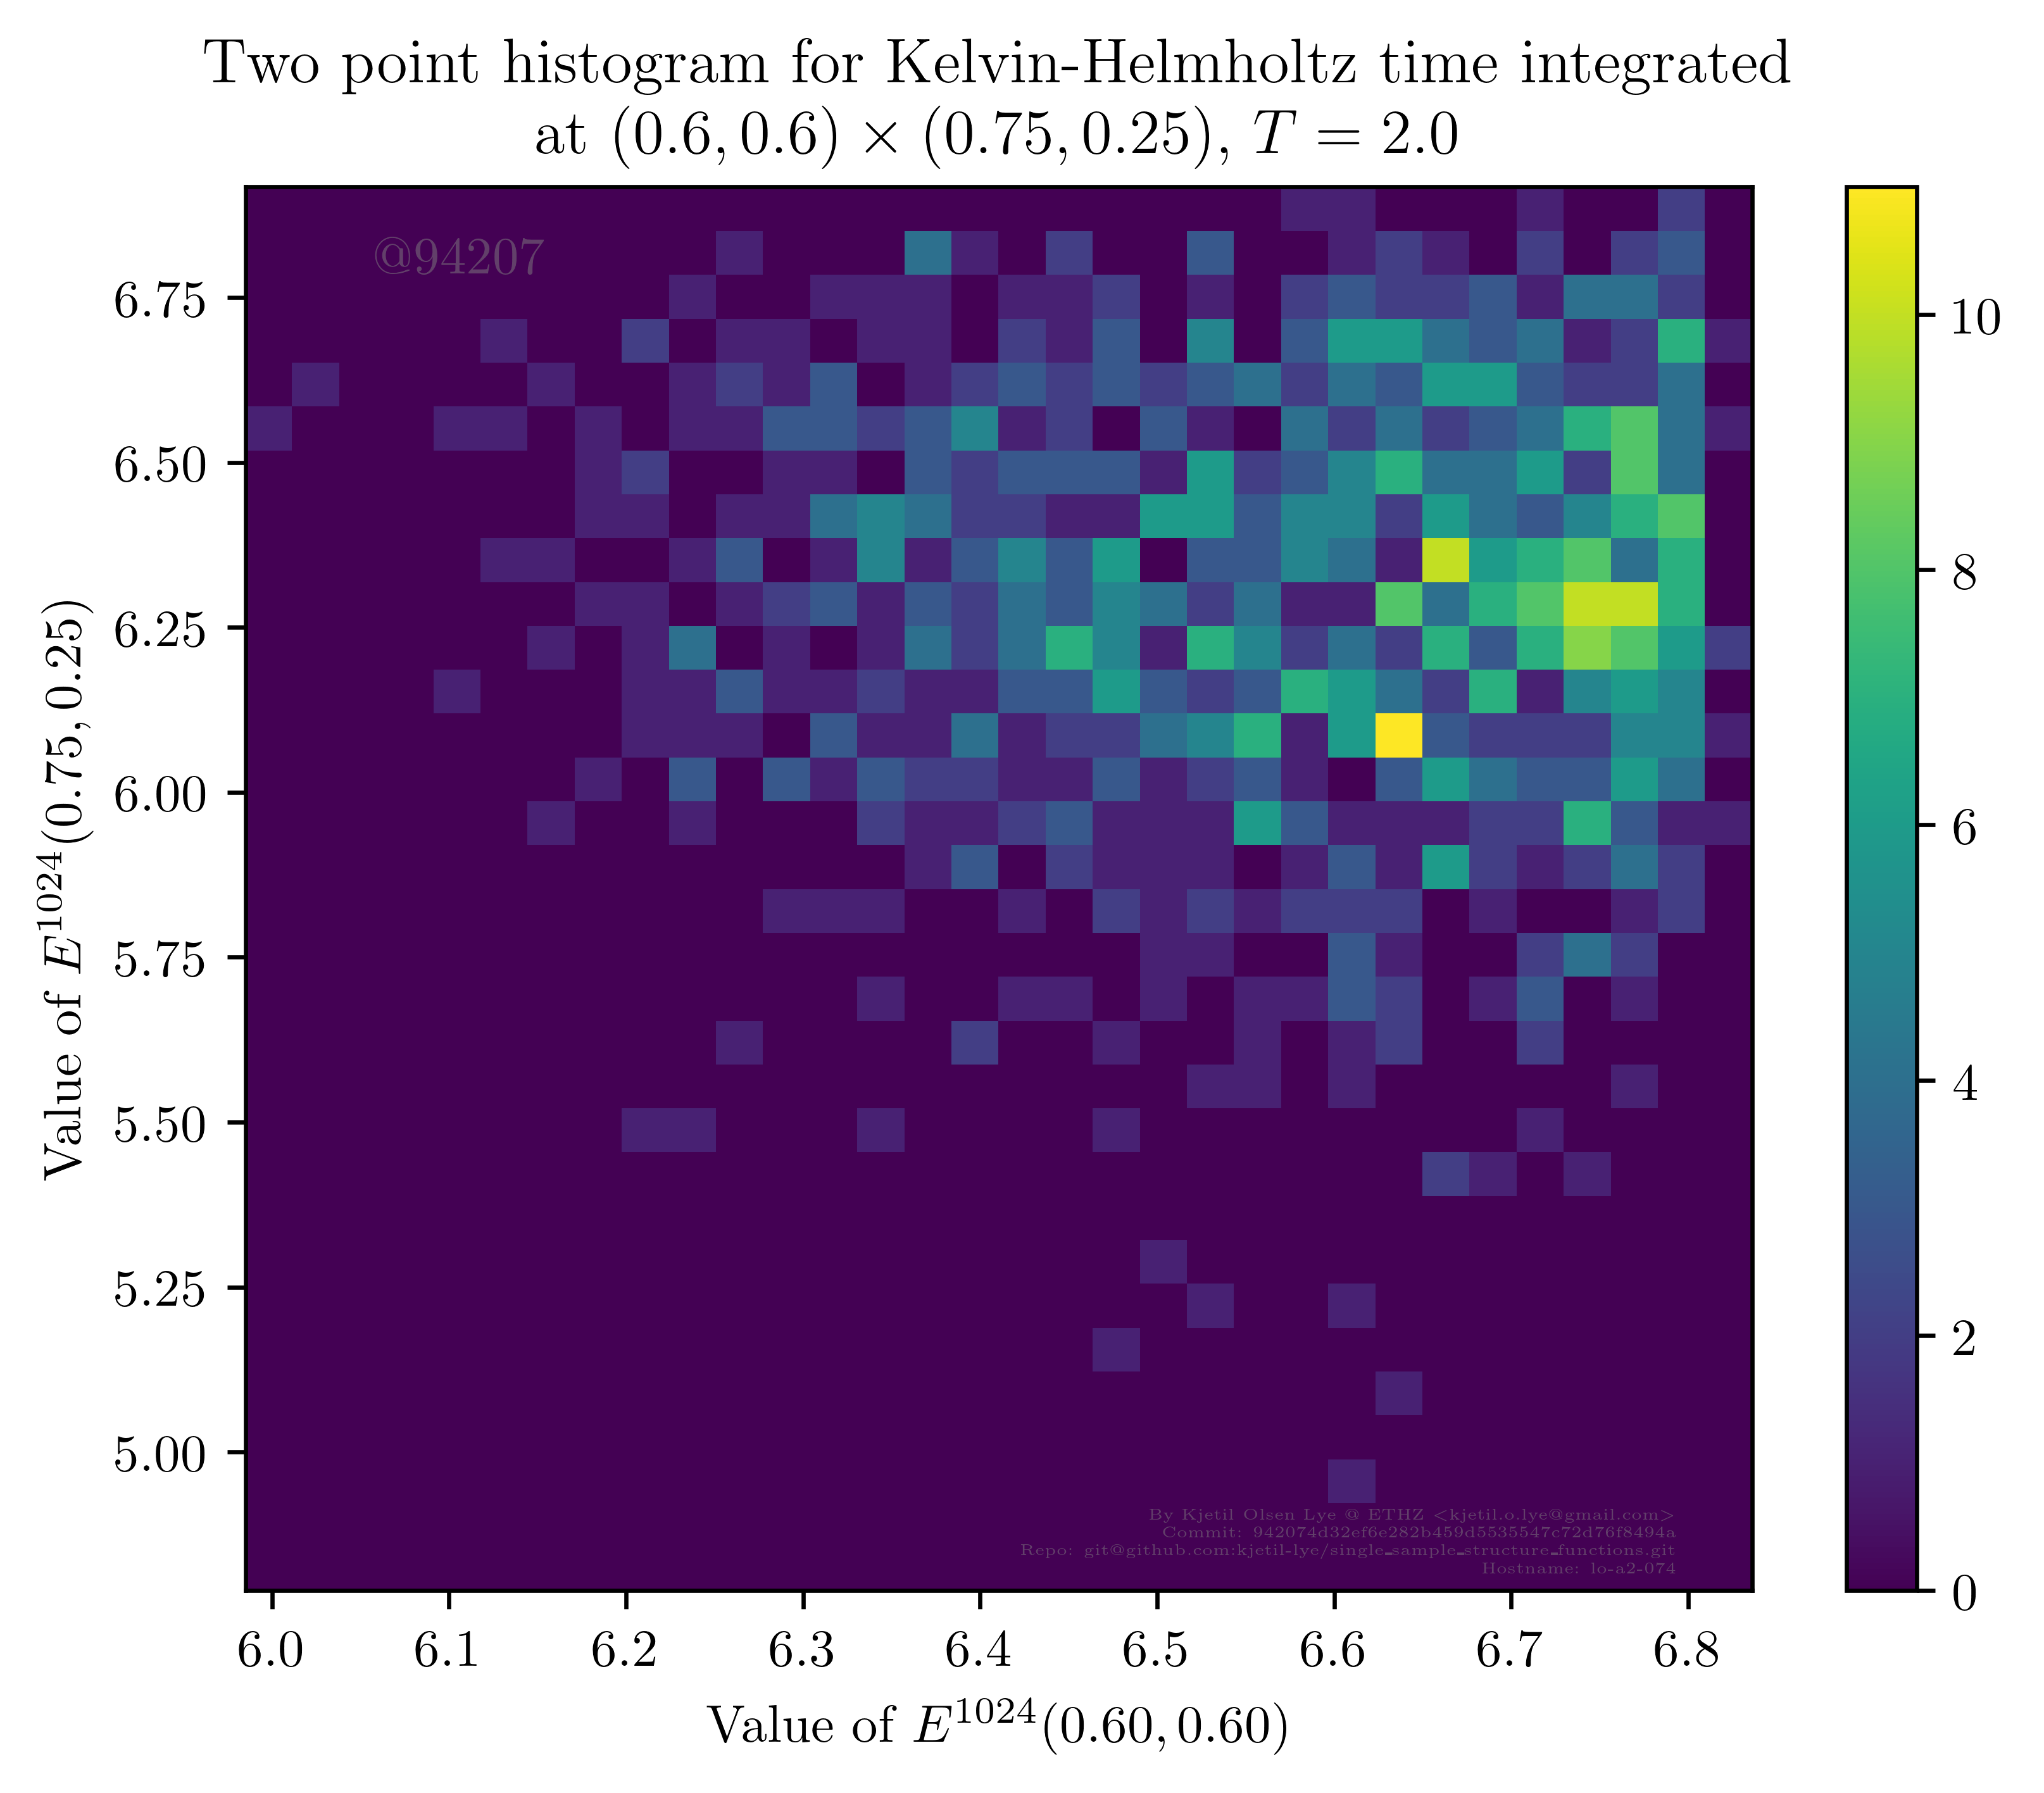 Two point histogram for Kelvin-Helmholtz time integrated
at (0.6, 0.6) × (0.75, 0.25), T = 2.0
@94207
6.75
6.50
6.25
6.00
5.75
5.50
5.25
5.00
Value of E^1024(0.75, 0.25)
10
8
6
4
2
0
By Kjetil Olsen Lye @ ETHZ <kjetil.o.lye@gmail.com>
Commit: 942074d32ef6e282b459d5535547c72d76f8494a
Repo: git@github.com:kjetil-lye/single_sample_structure_functions.git
Hostname: lo-a2-074
6.0 6.1 6.2 6.3 6.4 6.5 6.6 6.7 6.8
Value of E^1024(0.60, 0.60)